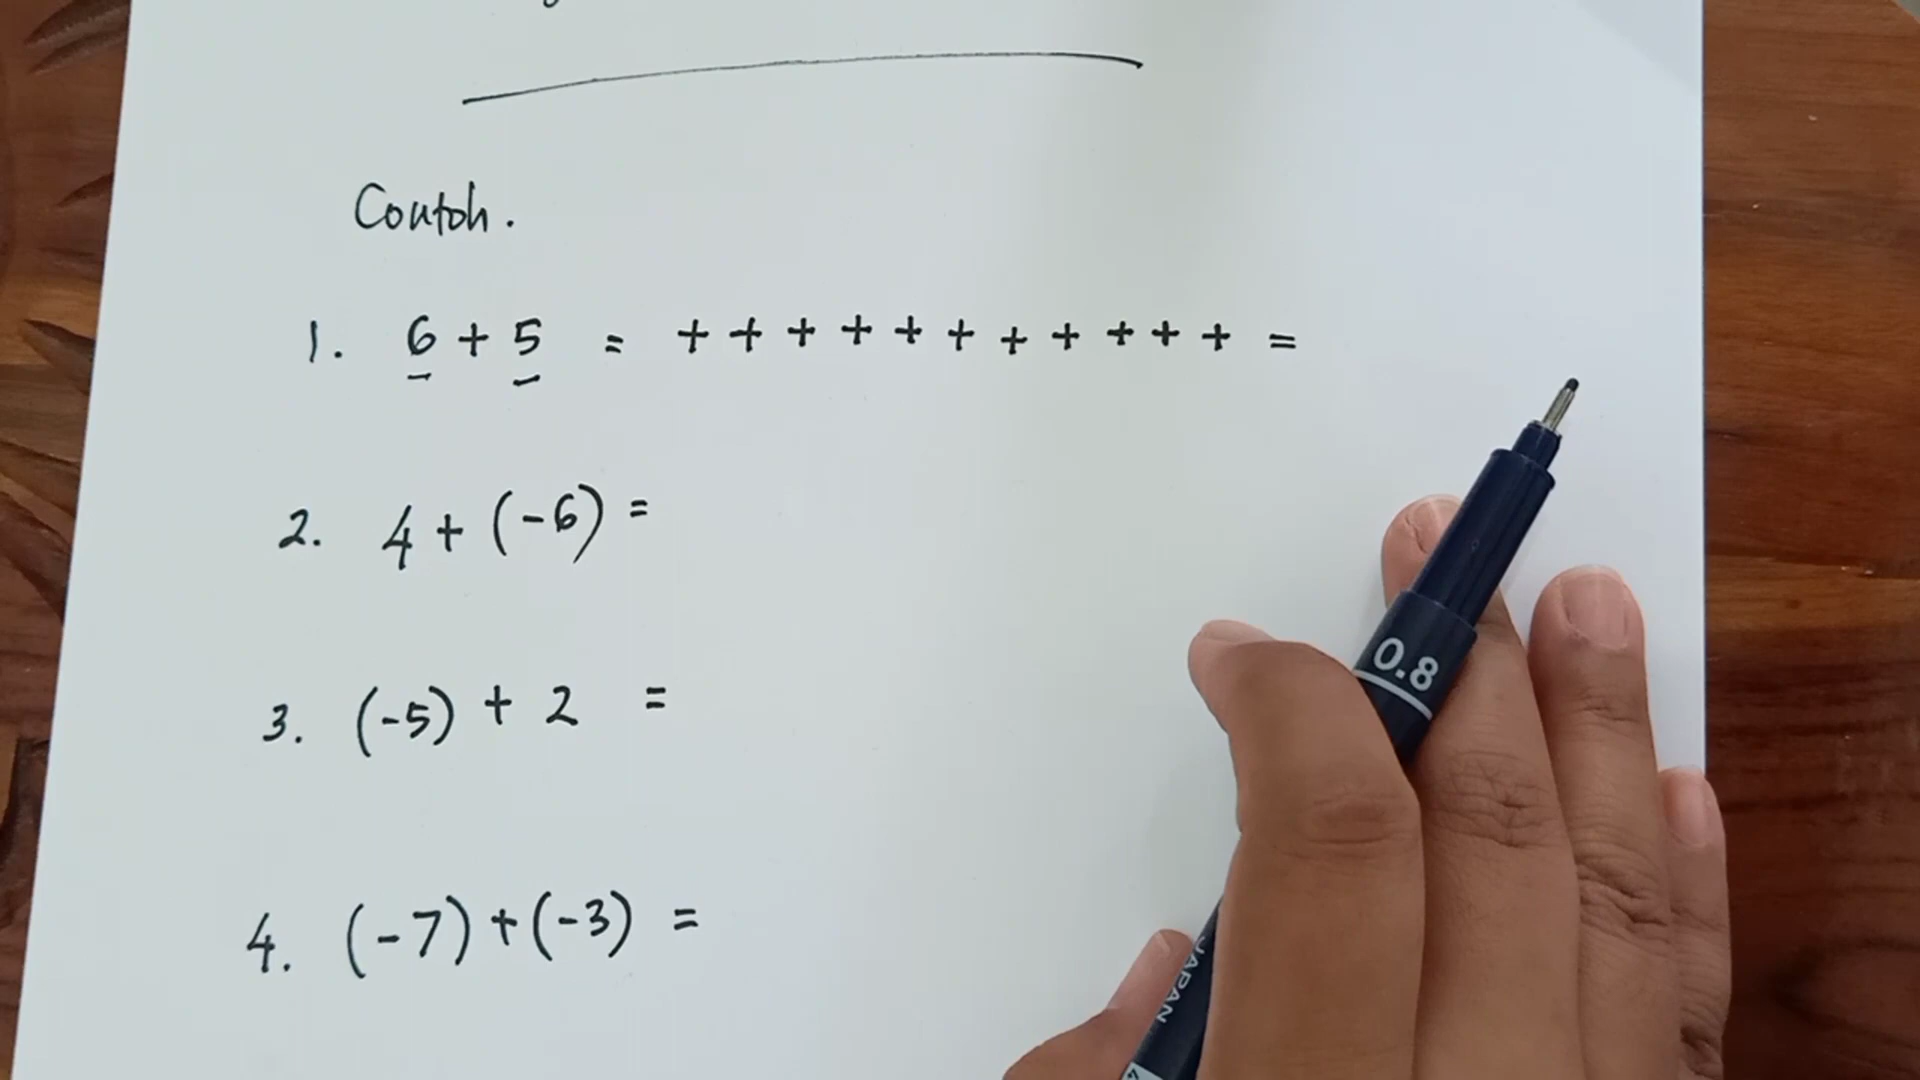 Contoh.
1. 6 + 5 = + + + + + + + + + + + =
2. 4 + (-6) =
3. (-5) + 2 =
4. (-7) + (-3) =
0.8
JAPAN